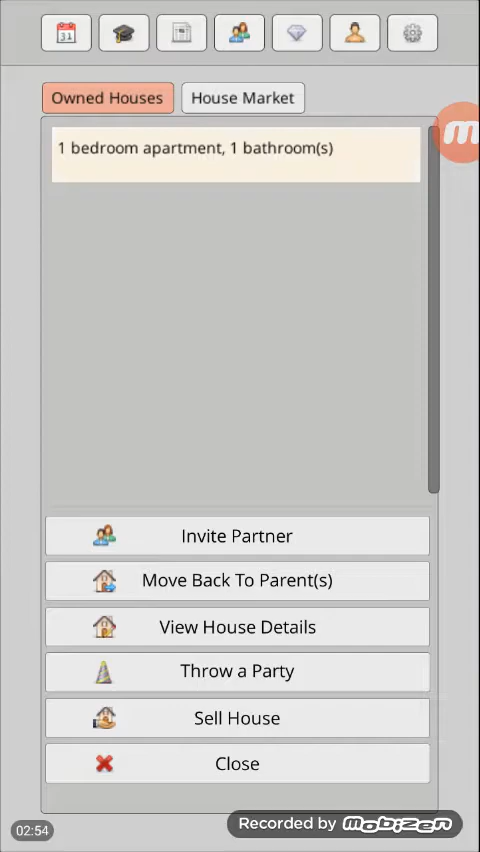 31
Owned Houses
House Market
1 bedroom apartment, 1 bathroom(s)
Invite Partner
Move Back To Parent(s)
View House Details
Throw a Party
Sell House
Close
02:54
Recorded by mobizen